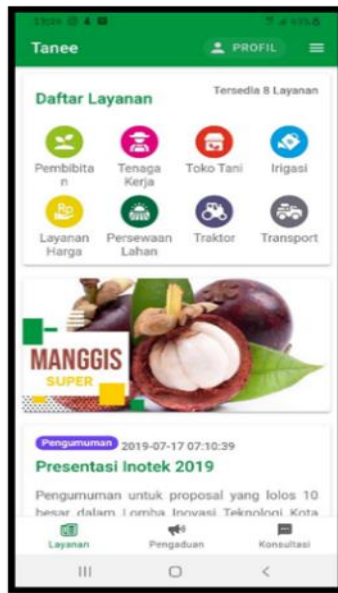 Tanee
PROFIL
Daftar Layanan
Tersedia 8 Layanan
Pembibita
n
Tenaga
Kerja
Toko Tani
Irigasi
Layanan
Harga
Persewaan
Lahan
Traktor
Transport
MANGGIS
SUPER
Pengumuman 2019-07-17 07:10:39
Presentasi Inotek 2019
Pengumuman untuk proposal yang lolos 10
besar dalam Lomba Inovasi Teknologi Kota
Layanan
Pengaduan
Konsultasi